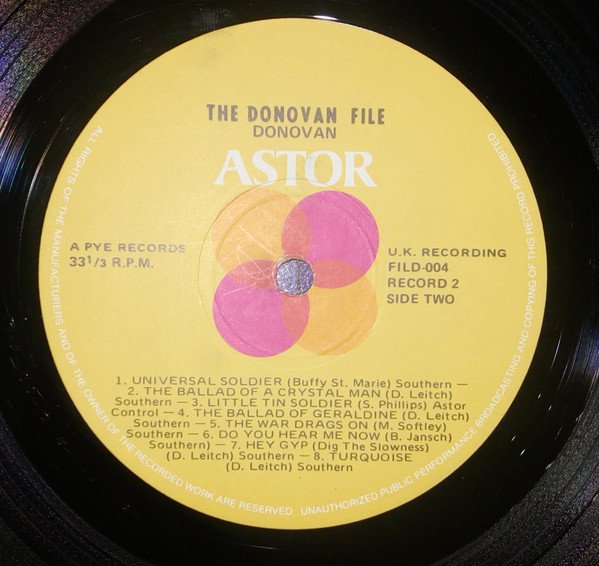 THE DONOVAN FILE
DONOVAN
ASTOR
A PYE RECORDS
33 1/3 R.P.M.
U.K. RECORDING
FILD-004
RECORD 2
SIDE TWO
1. UNIVERSAL SOLDIER (Buffy St. Marie) Southern —
2. THE BALLAD OF A CRYSTAL MAN (D. Leitch)
Southern — 3. LITTLE TIN SOLDIER (S. Phillips) Astor
Control — 4. THE BALLAD OF GERALDINE (D. Leitch)
Southern — 5. THE WAR DRAGS ON (M. Softley)
Southern — 6. DO YOU HEAR ME NOW (B. Jansch)
Southern) — 7. HEY GYP (Dig The Slowness)
(D. Leitch) Southern — 8. TURQUOISE
(D. Leitch) Southern
ALL RIGHTS OF THE MANUFACTURERS AND OF THE OWNER OF THE RECORDED WORK ARE RESERVED. UNAUTHORIZED PUBLIC PERFORMANCE BROADCASTING AND COPYING OF THIS RECORD PROHIBITED